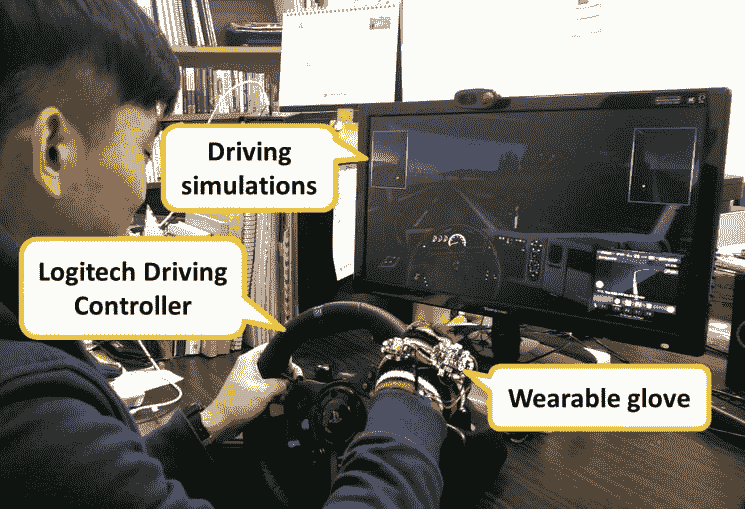 Driving
simulations
Logitech Driving
Controller
Wearable glove